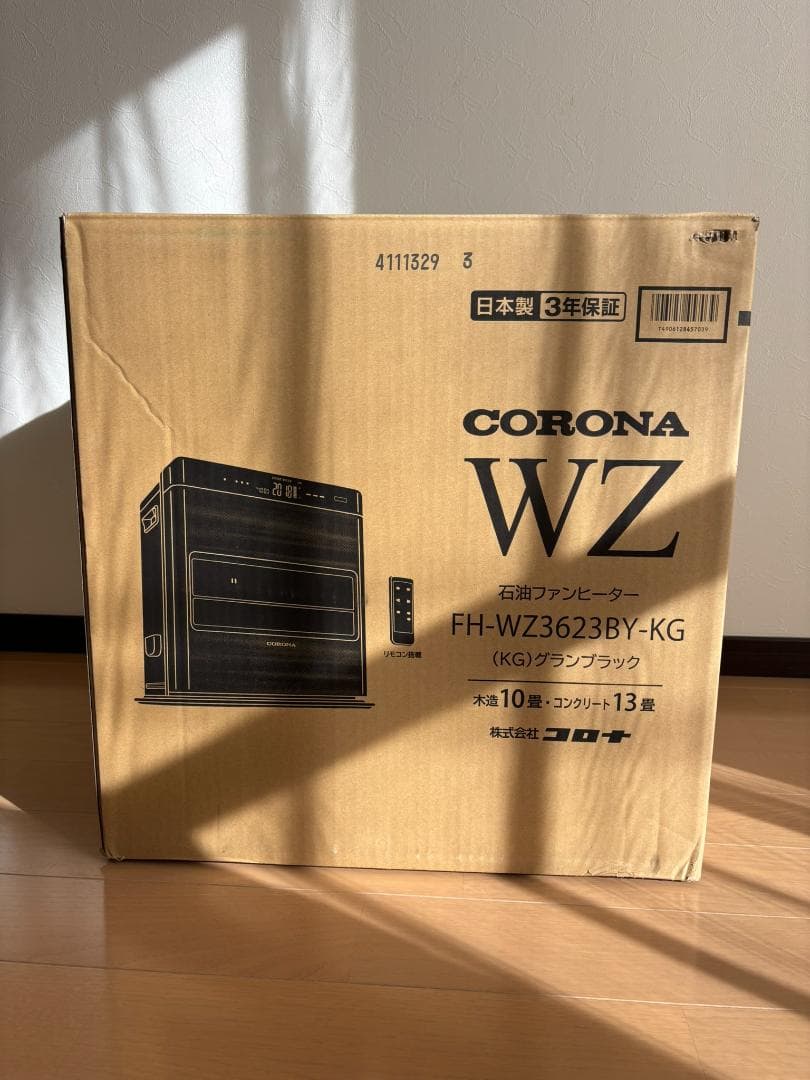 4111329 3
日本製 3年保証
T4906128457039
CORONA
WZ
石油ファンヒーター
FH-WZ3623BY-KG
(KG)グランブラック
木造10畳・コンクリート13畳
株式会社 コロナ
2018
CORONA
リモコン搭載